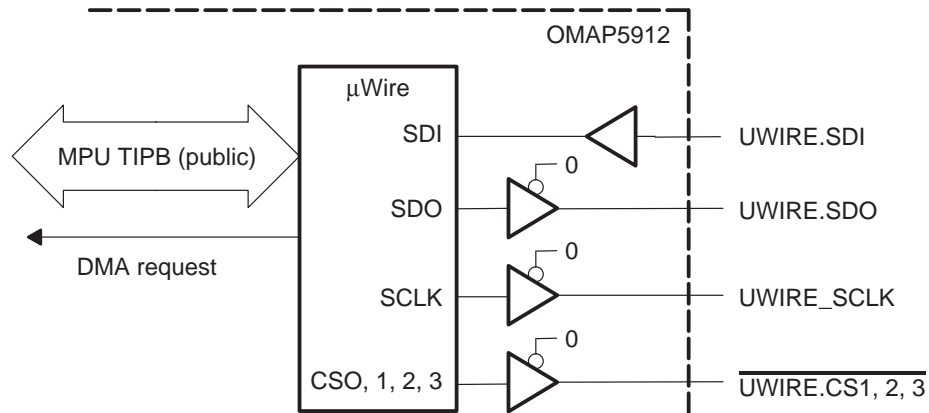 OMAP5912
μWire
SDI
UWIRE.SDI
MPU TIPB (public)
0
SDO
UWIRE.SDO
DMA request
0
SCLK
UWIRE_SCLK
0
CSO, 1, 2, 3
UWIRE.CS1, 2, 3